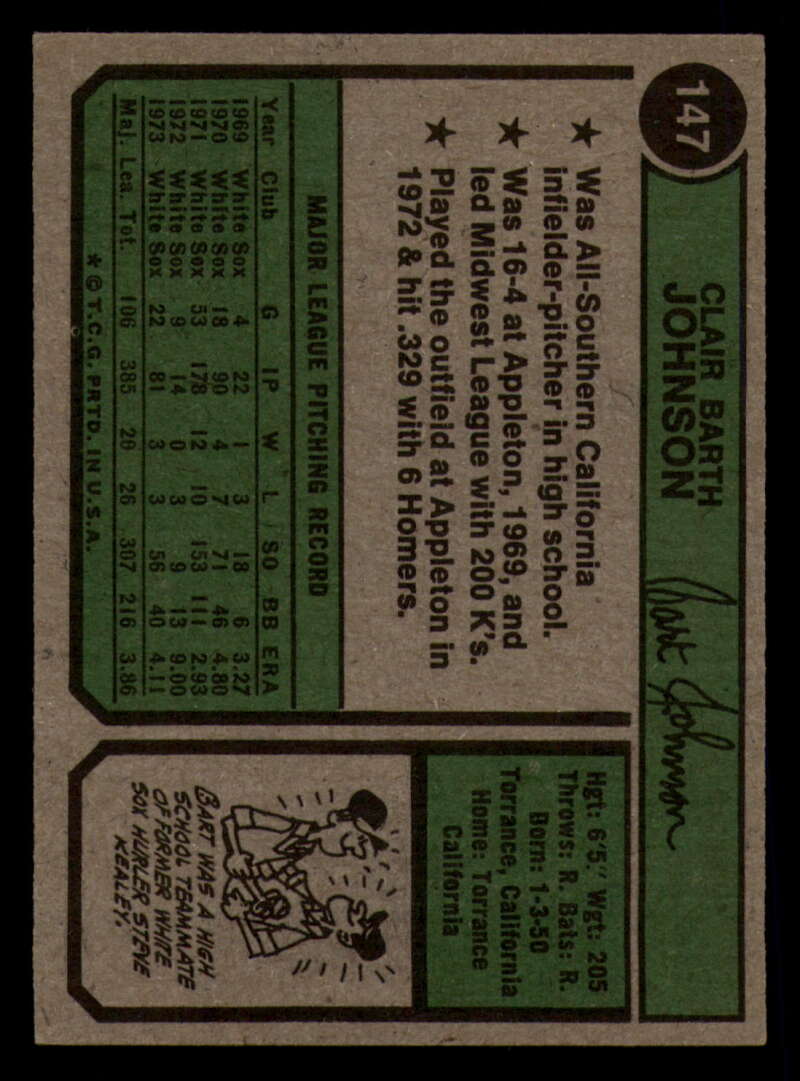 147
CLAIR BARTH
JOHNSON
Bart Johnson
★ Was All-Southern California
infielder-pitcher in high school.
★ Was 16-4 at Appleton, 1969, and
led Midwest League with 200 K's.
★ Played the outfield at Appleton in
1972 & hit .329 with 6 Homers.
MAJOR LEAGUE PITCHING RECORD
Year Club G IP W L SO BB ERA
1969 White Sox 4 22 1 3 18 6 3.27
1970 White Sox 18 90 4 7 71 46 4.80
1971 White Sox 53 178 12 10 153 111 2.93
1972 White Sox 9 14 0 3 9 13 9.00
1973 White Sox 22 81 3 3 56 40 4.11
Maj. Lea. Tot. 106 385 20 26 307 216 3.86
* © T.C.G. PRTD. IN U.S.A.
Hgt: 6'5" Wgt: 205
Throws: R. Bats: R.
Born: 1-3-50
Torrance, California
Home: Torrance
California
BART WAS A HIGH
SCHOOL TEAMMATE
OF FORMER WHITE
SOX HURLER STEVE
KEALEY.